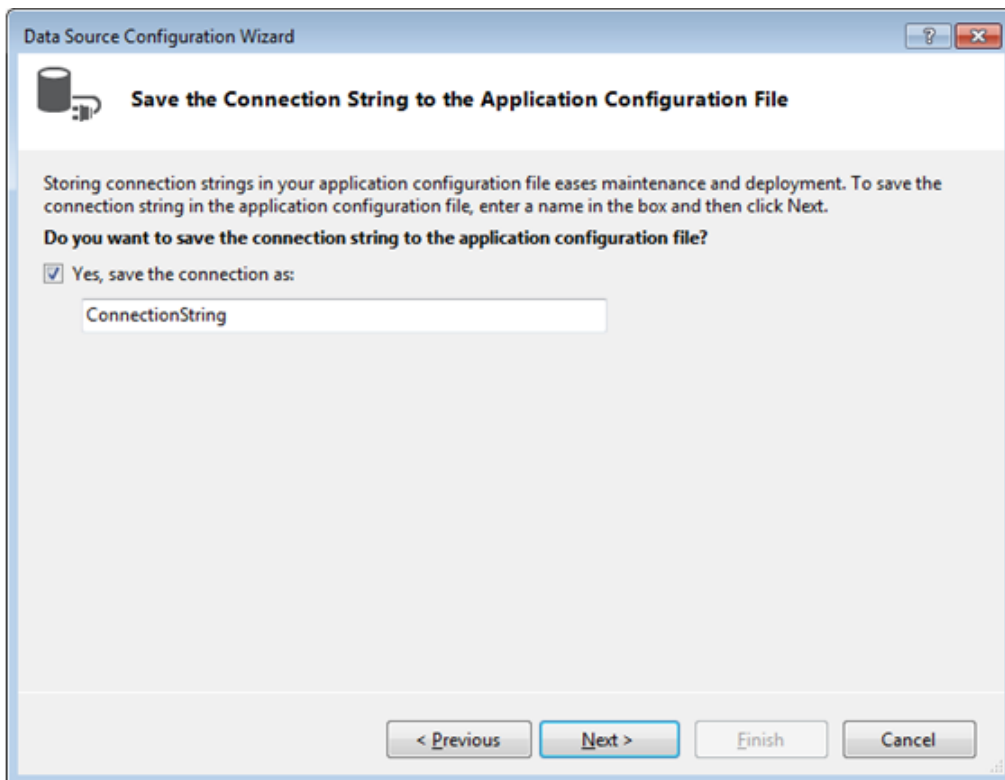 Data Source Configuration Wizard
Save the Connection String to the Application Configuration File
Storing connection strings in your application configuration file eases maintenance and deployment. To save the
connection string in the application configuration file, enter a name in the box and then click Next.
Do you want to save the connection string to the application configuration file?
Yes, save the connection as:
ConnectionString
< Previous Next > Finish Cancel